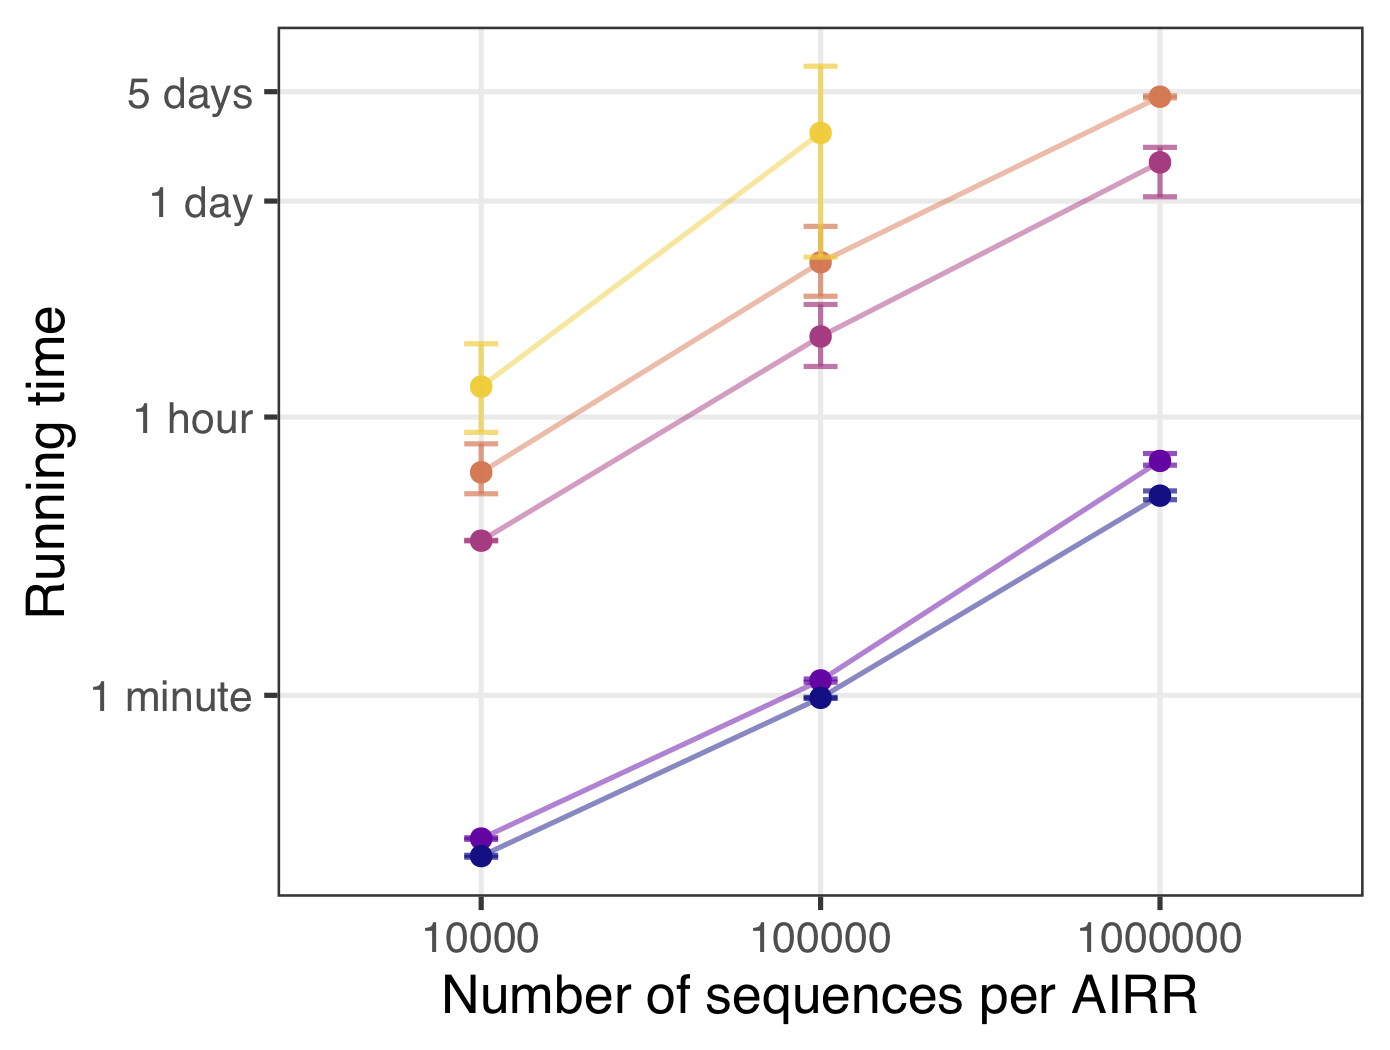 5 days
1 day
1 hour
1 minute
Running time
10000 100000 1000000
Number of sequences per AIRR